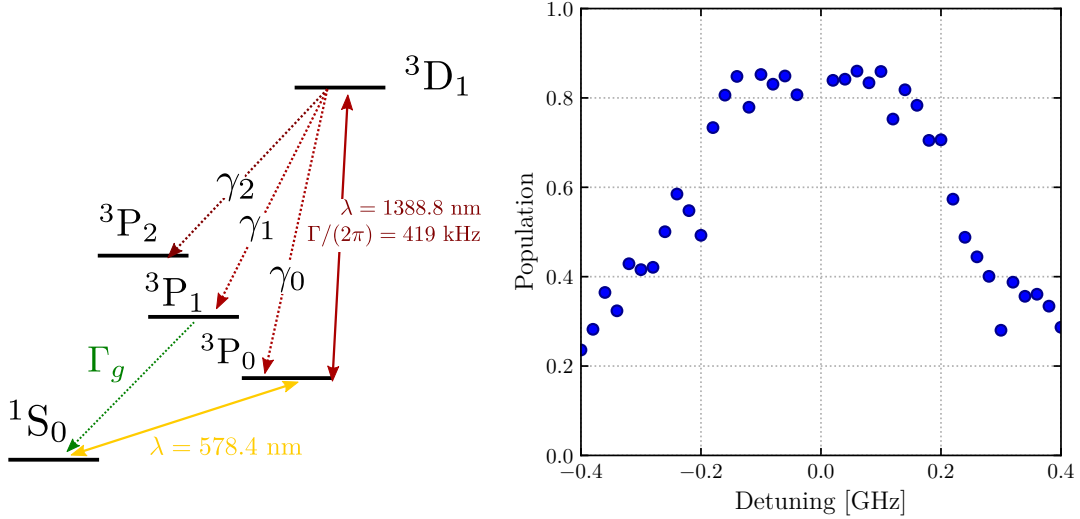 ³D₁
γ₂
³P₂
λ = 1388.8 nm
γ₁
Γ/(2π) = 419 kHz
γ₀
³P₁
³P₀
Γg
¹S₀
λ = 578.4 nm
Population
1.0
0.8
0.6
0.4
0.2
0.0
−0.4
−0.2
0.0
0.2
0.4
Detuning [GHz]